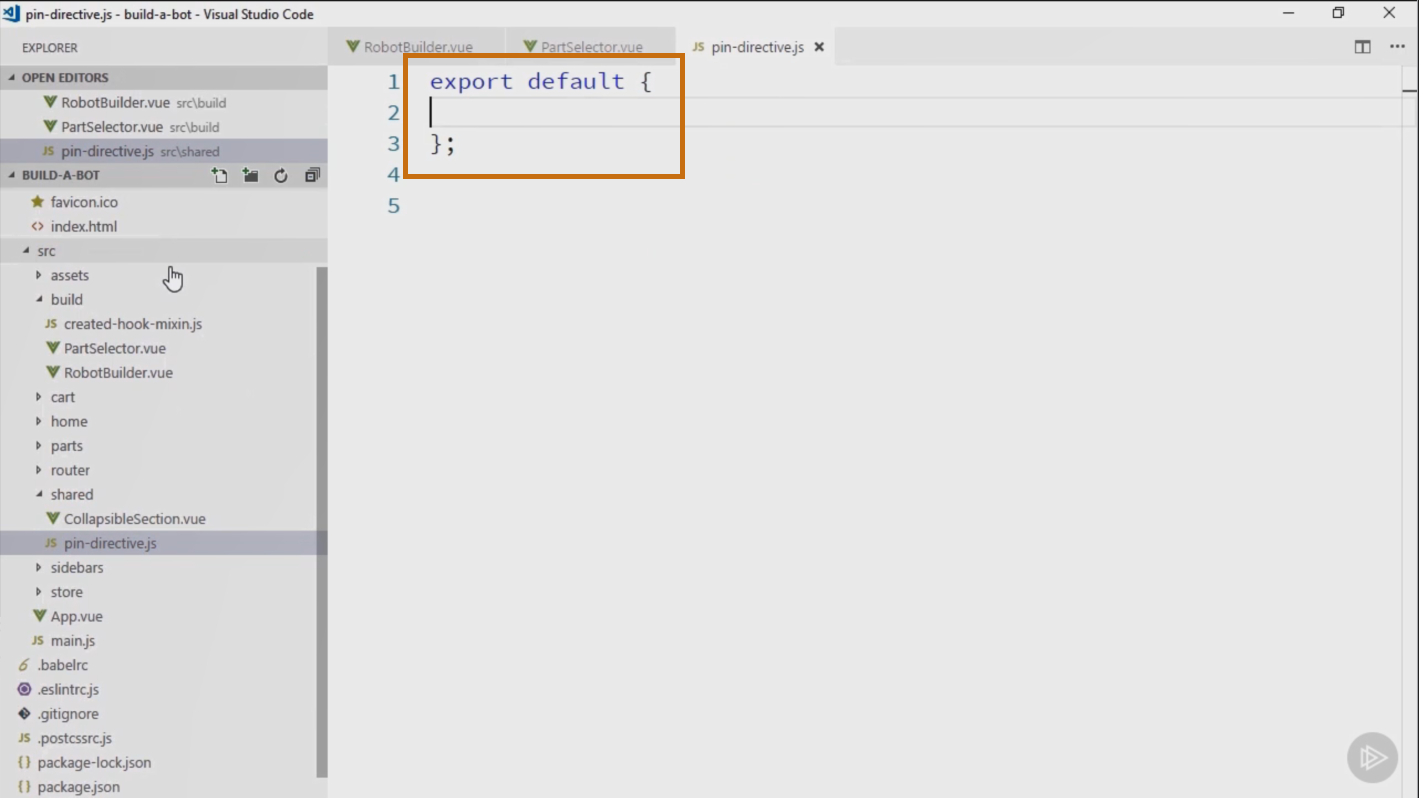 pin-directive.js - build-a-bot - Visual Studio Code
EXPLORER
OPEN EDITORS
RobotBuilder.vue src\build
PartSelector.vue src\build
JS pin-directive.js src\shared
BUILD-A-BOT
favicon.ico
<> index.html
src
assets
build
JS created-hook-mixin.js
PartSelector.vue
RobotBuilder.vue
cart
home
parts
router
shared
CollapsibleSection.vue
JS pin-directive.js
sidebars
store
App.vue
JS main.js
6 .babelrc
.eslintrc.js
.gitignore
JS .postcssrc.js
{} package-lock.json
{} package.json
RobotBuilder.vue PartSelector.vue JS pin-directive.js
1 export default {
2
3 };
4
5